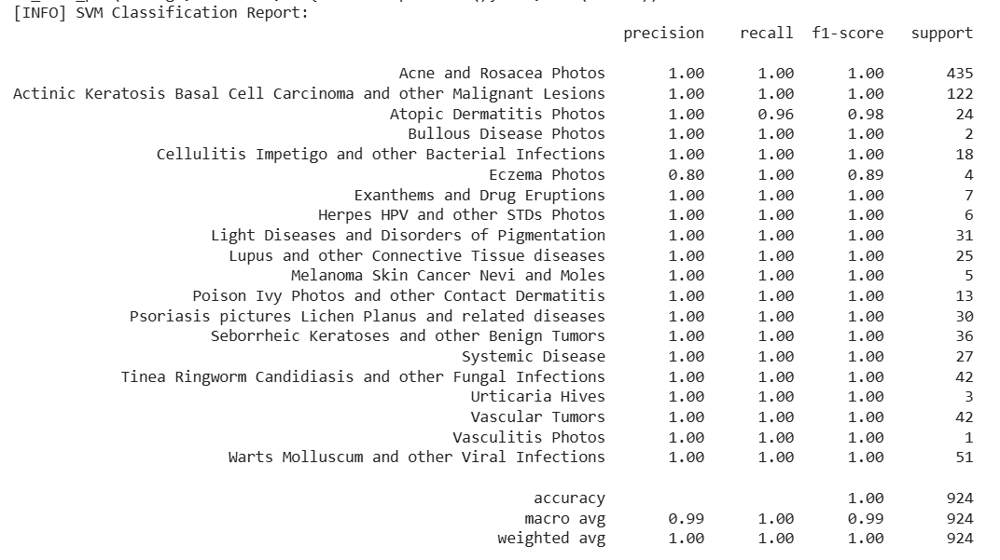 [INFO] SVM Classification Report:
precision recall f1-score support
Acne and Rosacea Photos 1.00 1.00 1.00 435
Actinic Keratosis Basal Cell Carcinoma and other Malignant Lesions 1.00 1.00 1.00 122
Atopic Dermatitis Photos 1.00 0.96 0.98 24
Bullous Disease Photos 1.00 1.00 1.00 2
Cellulitis Impetigo and other Bacterial Infections 1.00 1.00 1.00 18
Eczema Photos 0.80 1.00 0.89 4
Exanthems and Drug Eruptions 1.00 1.00 1.00 7
Herpes HPV and other STDs Photos 1.00 1.00 1.00 6
Light Diseases and Disorders of Pigmentation 1.00 1.00 1.00 31
Lupus and other Connective Tissue diseases 1.00 1.00 1.00 25
Melanoma Skin Cancer Nevi and Moles 1.00 1.00 1.00 5
Poison Ivy Photos and other Contact Dermatitis 1.00 1.00 1.00 13
Psoriasis pictures Lichen Planus and related diseases 1.00 1.00 1.00 30
Seborrheic Keratoses and other Benign Tumors 1.00 1.00 1.00 36
Systemic Disease 1.00 1.00 1.00 27
Tinea Ringworm Candidiasis and other Fungal Infections 1.00 1.00 1.00 42
Urticaria Hives 1.00 1.00 1.00 3
Vascular Tumors 1.00 1.00 1.00 42
Vasculitis Photos 1.00 1.00 1.00 1
Warts Molluscum and other Viral Infections 1.00 1.00 1.00 51
accuracy 1.00 924
macro avg 0.99 1.00 0.99 924
weighted avg 1.00 1.00 1.00 924